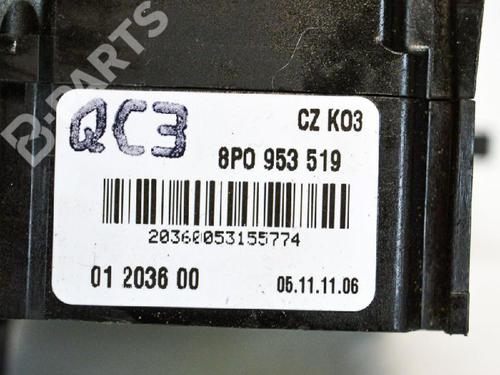 B-PARTS
QC3
CZ K03
8P0 953 519
20360053155774
01 2036 00
05.11.11.06